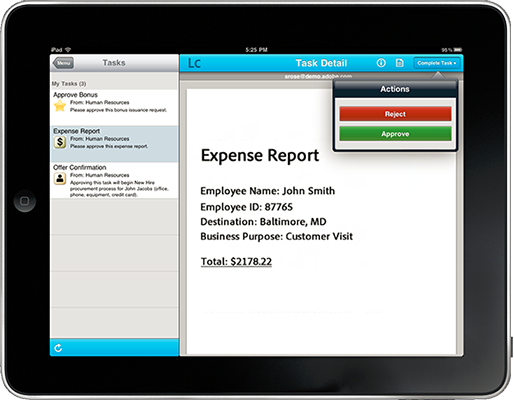 iPad
5:25 PM
95%
Menu
Tasks
Lc
Task Detail
Complete Task
arose@demo.adobe.com
My Tasks (3)
Approve Bonus
From: Human Resources
Please approve this bonus issuance request.
Expense Report
From: Human Resources
Please approve this expense report.
Offer Confirmation
From: Human Resources
Approving this task will begin New Hire
procurement process for John Jacobs (office,
phone, equipment, credit card).
Actions
Reject
Approve
Expense Report
Employee Name: John Smith
Employee ID: 87765
Destination: Baltimore, MD
Business Purpose: Customer Visit
Total: $2178.22